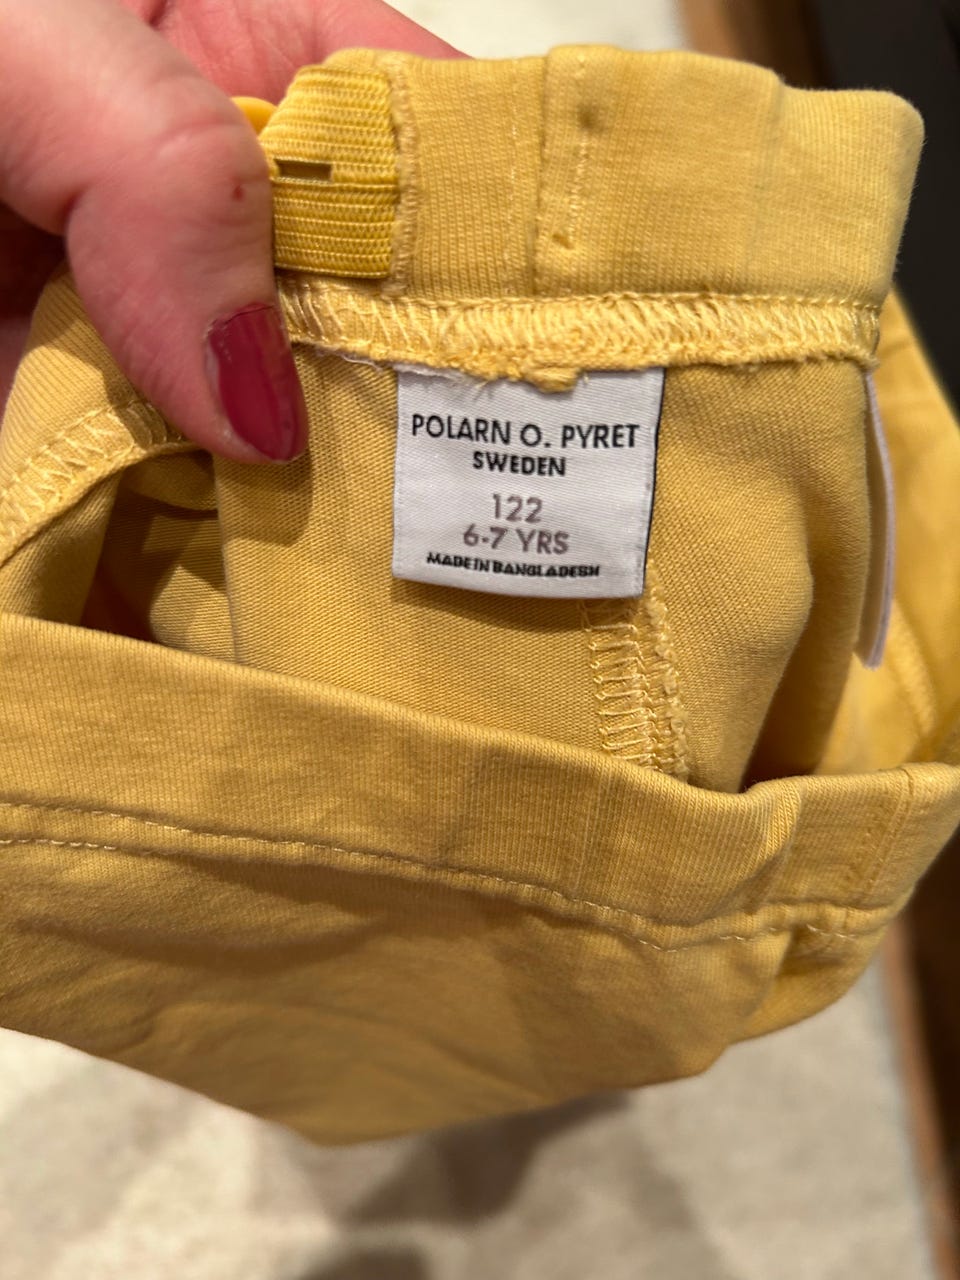 POLARN O. PYRET
SWEDEN
122
6-7 YRS
MADE IN BANGLADESH